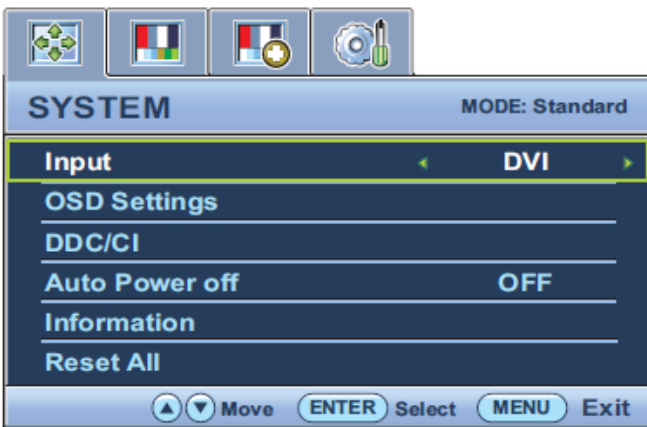 SYSTEM MODE: Standard
Input DVI
OSD Settings
DDC/CI
Auto Power off OFF
Information
Reset All
Move ENTER Select MENU Exit